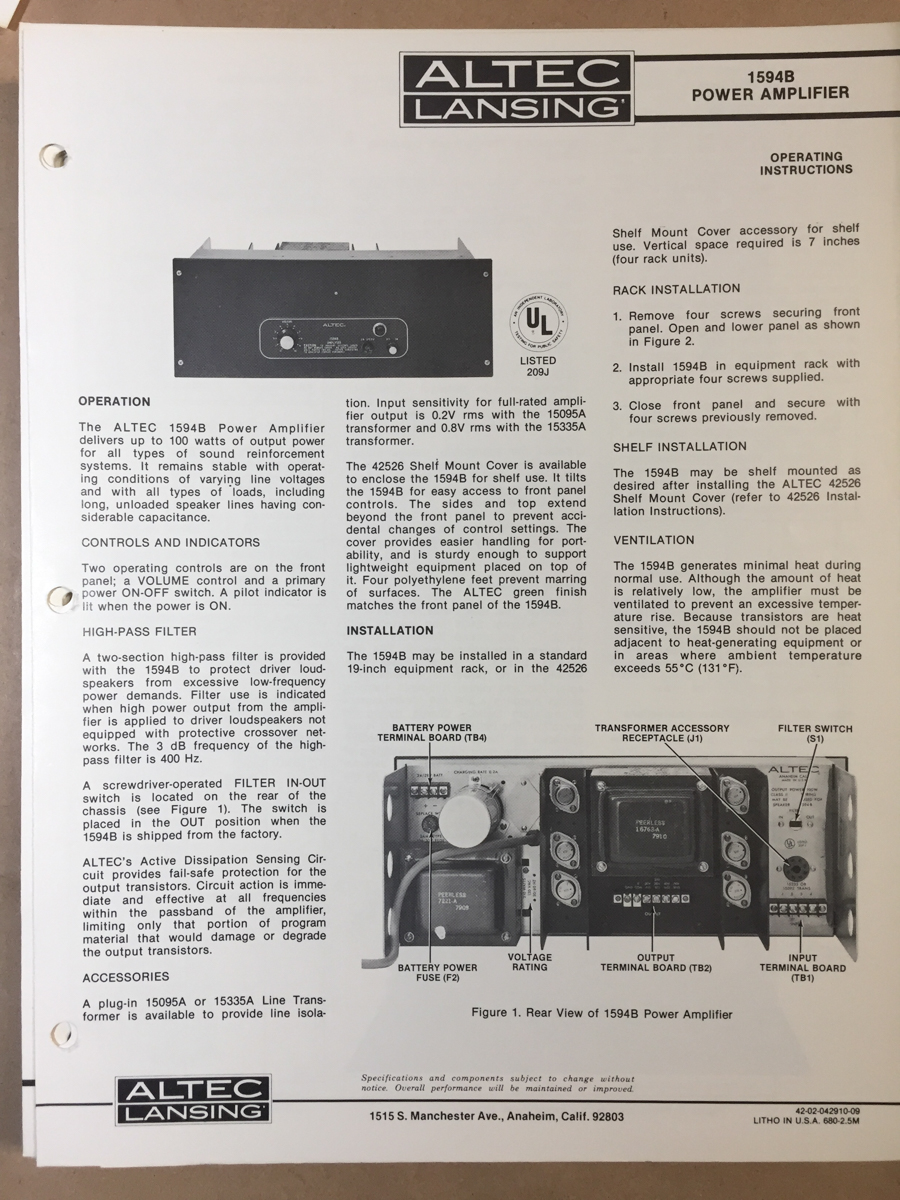 ALTEC
LANSING
1594B
POWER AMPLIFIER
OPERATING
INSTRUCTIONS
ALTEC
AN INDEPENDENT LABORATORY
UL
TESTING FOR PUBLIC SAFETY
LISTED
209J
OPERATION
The ALTEC 1594B Power Amplifier
delivers up to 100 watts of output power
for all types of sound reinforcement
systems. It remains stable with operat-
ing conditions of varying line voltages
and with all types of loads, including
long, unloaded speaker lines having con-
siderable capacitance.
CONTROLS AND INDICATORS
Two operating controls are on the front
panel; a VOLUME control and a primary
power ON-OFF switch. A pilot indicator is
lit when the power is ON.
HIGH-PASS FILTER
A two-section high-pass filter is provided
with the 1594B to protect driver loud-
speakers from excessive low-frequency
power demands. Filter use is indicated
when high power output from the ampli-
fier is applied to driver loudspeakers not
equipped with protective crossover net-
works. The 3 dB frequency of the high-
pass filter is 400 Hz.
A screwdriver-operated FILTER IN-OUT
switch is located on the rear of the
chassis (see Figure 1). The switch is
placed in the OUT position when the
1594B is shipped from the factory.
ALTEC's Active Dissipation Sensing Cir-
cuit provides fail-safe protection for the
output transistors. Circuit action is imme-
diate and effective at all frequencies
within the passband of the amplifier,
limiting only that portion of program
material that would damage or degrade
the output transistors.
ACCESSORIES
A plug-in 15095A or 15335A Line Trans-
former is available to provide line isola-
tion. Input sensitivity for full-rated ampli-
fier output is 0.2V rms with the 15095A
transformer and 0.8V rms with the 15335A
transformer.
The 42526 Shelf Mount Cover is available
to enclose the 1594B for shelf use. It tilts
the 1594B for easy access to front panel
controls. The sides and top extend
beyond the front panel to prevent acci-
dental changes of control settings. The
cover provides easier handling for port-
ability, and is sturdy enough to support
lightweight equipment placed on top of
it. Four polyethylene feet prevent marring
of surfaces. The ALTEC green finish
matches the front panel of the 1594B.
INSTALLATION
The 1594B may be installed in a standard
19-inch equipment rack, or in the 42526
Shelf Mount Cover accessory for shelf
use. Vertical space required is 7 inches
(four rack units).
RACK INSTALLATION
1. Remove four screws securing front
panel. Open and lower panel as shown
in Figure 2.
2. Install 1594B in equipment rack with
appropriate four screws supplied.
3. Close front panel and secure with
four screws previously removed.
SHELF INSTALLATION
The 1594B may be shelf mounted as
desired after installing the ALTEC 42526
Shelf Mount Cover (refer to 42526 Instal-
lation Instructions).
VENTILATION
The 1594B generates minimal heat during
normal use. Although the amount of heat
is relatively low, the amplifier must be
ventilated to prevent an excessive temper-
ature rise. Because transistors are heat
sensitive, the 1594B should not be placed
adjacent to heat-generating equipment or
in areas where ambient temperature
exceeds 55°C (131°F).
BATTERY POWER
TERMINAL BOARD (TB4)
TRANSFORMER ACCESSORY
RECEPTACLE (J1)
FILTER SWITCH
(S1)
ALTEC
PEERLESS
16763-A
7910
PEERLESS
7908
IN OUT
BATTERY POWER
FUSE (F2)
VOLTAGE
RATING
OUTPUT
TERMINAL BOARD (TB2)
INPUT
TERMINAL BOARD
(TB1)
Figure 1. Rear View of 1594B Power Amplifier
Specifications and components subject to change without
notice. Overall performance will be maintained or improved.
ALTEC
LANSING
1515 S. Manchester Ave., Anaheim, Calif. 92803
42-02-042910-09
LITHO IN U.S.A. 680-2.5M